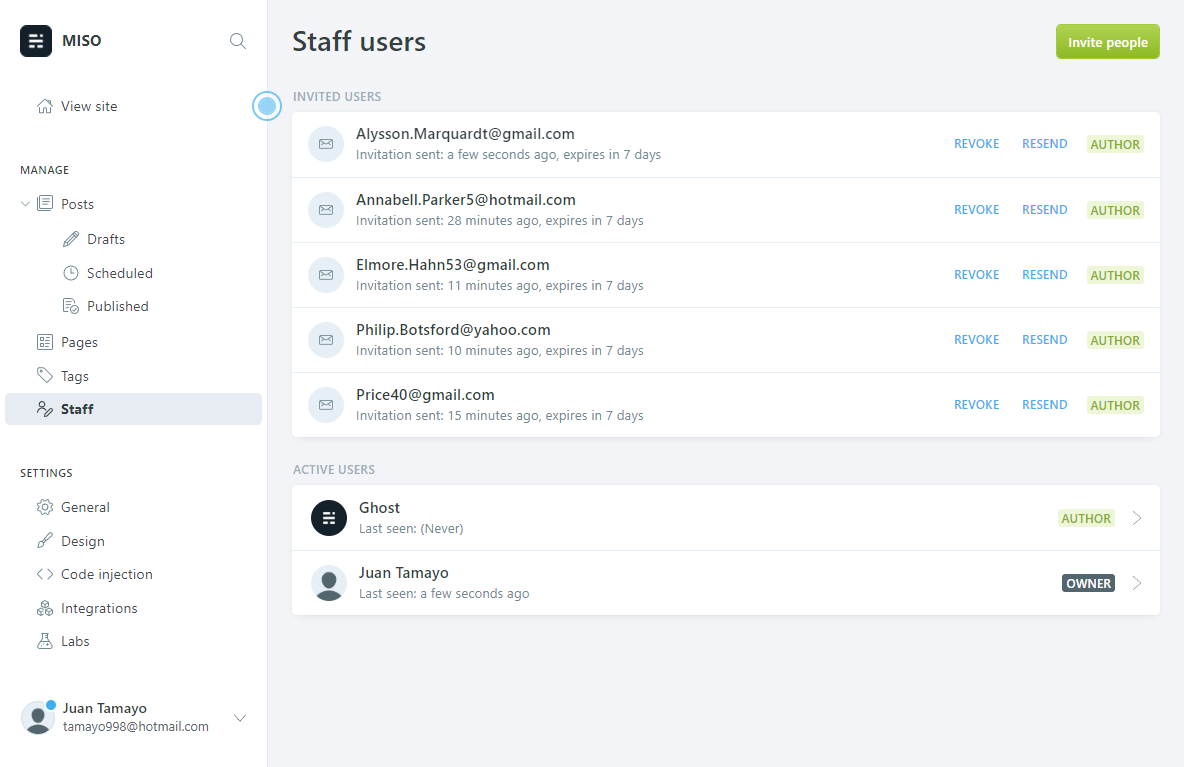 MISO
View site
MANAGE
Posts
Drafts
Scheduled
Published
Pages
Tags
Staff
SETTINGS
General
Design
Code injection
Integrations
Labs
Juan Tamayo
tamayo998@hotmail.com
Staff users
Invite people
INVITED USERS
Alysson.Marquardt@gmail.com
Invitation sent: a few seconds ago, expires in 7 days
REVOKE RESEND AUTHOR
Annabell.Parker5@hotmail.com
Invitation sent: 28 minutes ago, expires in 7 days
REVOKE RESEND AUTHOR
Elmore.Hahn53@gmail.com
Invitation sent: 11 minutes ago, expires in 7 days
REVOKE RESEND AUTHOR
Philip.Botsford@yahoo.com
Invitation sent: 10 minutes ago, expires in 7 days
REVOKE RESEND AUTHOR
Price40@gmail.com
Invitation sent: 15 minutes ago, expires in 7 days
REVOKE RESEND AUTHOR
ACTIVE USERS
Ghost
Last seen: (Never)
AUTHOR
Juan Tamayo
Last seen: a few seconds ago
OWNER